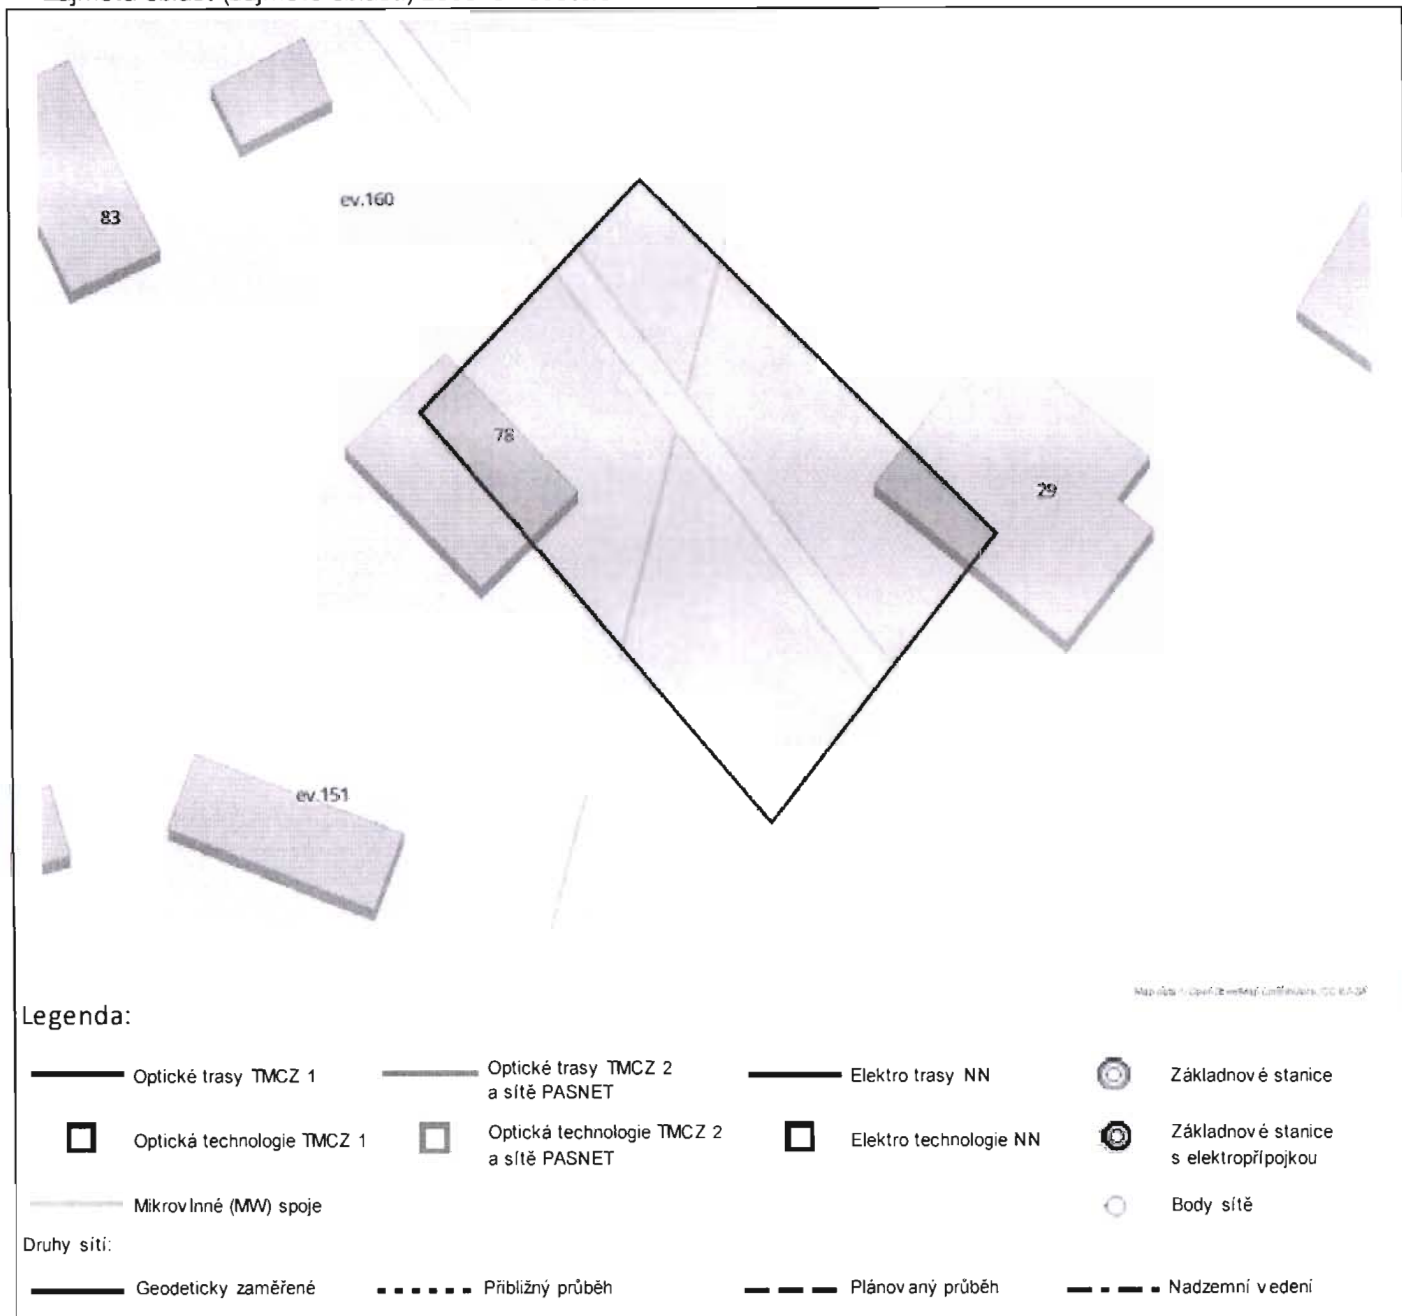 83
ev.160
78
29
ev.151
Legenda:
Optické trasy TMCZ 1
Optické trasy TMCZ 2
a sítě PASNET
Elektro trasy NN
Základnové stanice
Optická technologie TMCZ 1
Optická technologie TMCZ 2
a sítě PASNET
Elektro technologie NN
Základnové stanice
s elektropřípojkou
Mikrovlnné (MW) spoje
Body sítě
Druhy sítí:
Geodeticky zaměřené
Přibližný průběh
Plánovaný průběh
Nadzemní vedení